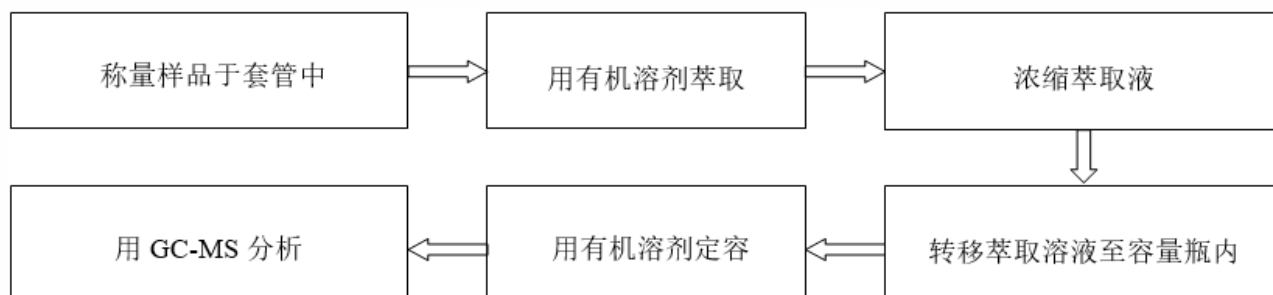 称量样品于套管中
用有机溶剂萃取
浓缩萃取液
转移萃取溶液至容量瓶内
用有机溶剂定容
用 GC-MS 分析